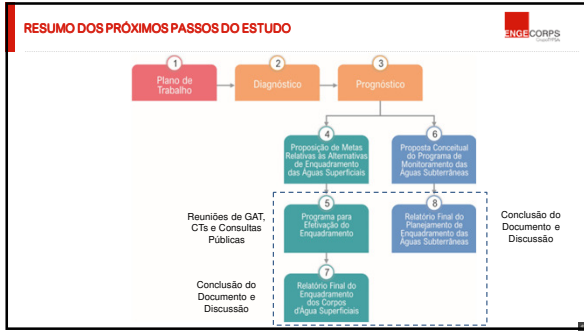 RESUMO DOS PRÓXIMOS PASSOS DO ESTUDO
ENGECORPS
1
Plano de
Trabalho
2
Diagnóstico
3
Prognóstico
4
Proposição de Metas
Relativas às Alternativas
de Enquadramento
das Águas Superficiais
6
Proposta Conceitual
do Programa de
Monitoramento das
Águas Subterrâneas
Reuniões de GAT,
CTs e Consultas
Públicas
5
Programa para
Efetivação do
Enquadramento
8
Relatório Final do
Planejamento de
Enquadramento das
Águas Subterrâneas
Conclusão do
Documento e
Discussão
Conclusão do
Documento e
Discussão
7
Relatório Final do
Enquadramento
dos Corpos
d'Água Superficiais